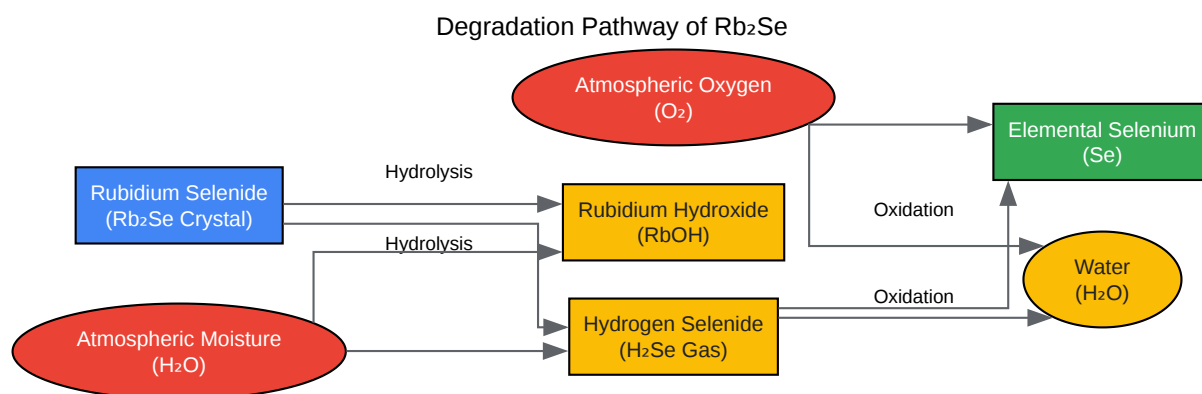 Degradation Pathway of Rb₂Se
Atmospheric Oxygen
(O₂)
Elemental Selenium
(Se)
Rubidium Selenide
(Rb₂Se Crystal)
Hydrolysis
Rubidium Hydroxide
(RbOH)
Oxidation
Hydrolysis
Water
(H₂O)
Oxidation
Atmospheric Moisture
(H₂O)
Hydrogen Selenide
(H₂Se Gas)